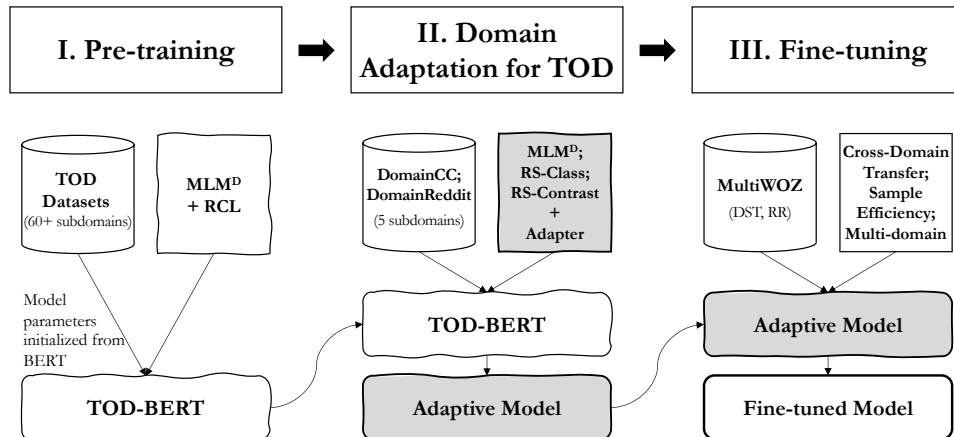 I. Pre-training
II. Domain
Adaptation for TOD
III. Fine-tuning
TOD
Datasets
(60+ subdomains)
MLMᴰ
+ RCL
Model
parameters
initialized from
BERT
TOD-BERT
DomainCC;
DomainReddit
(5 subdomains)
MLMᴰ;
RS-Class;
RS-Contrast
+
Adapter
TOD-BERT
Adaptive Model
MultiWOZ
(DST, RR)
Cross-Domain
Transfer;
Sample
Efficiency;
Multi-domain
Adaptive Model
Fine-tuned Model